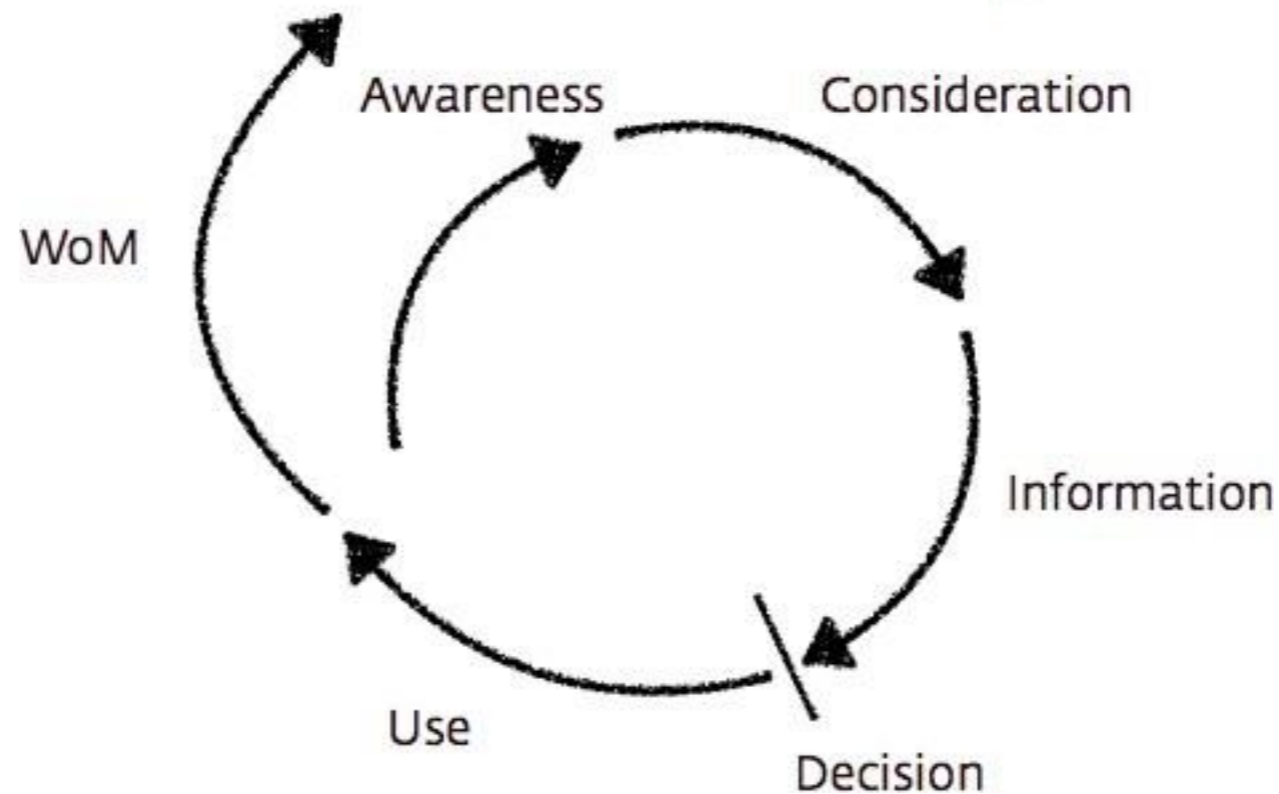 Awareness
Consideration
WoM
Information
Use
Decision